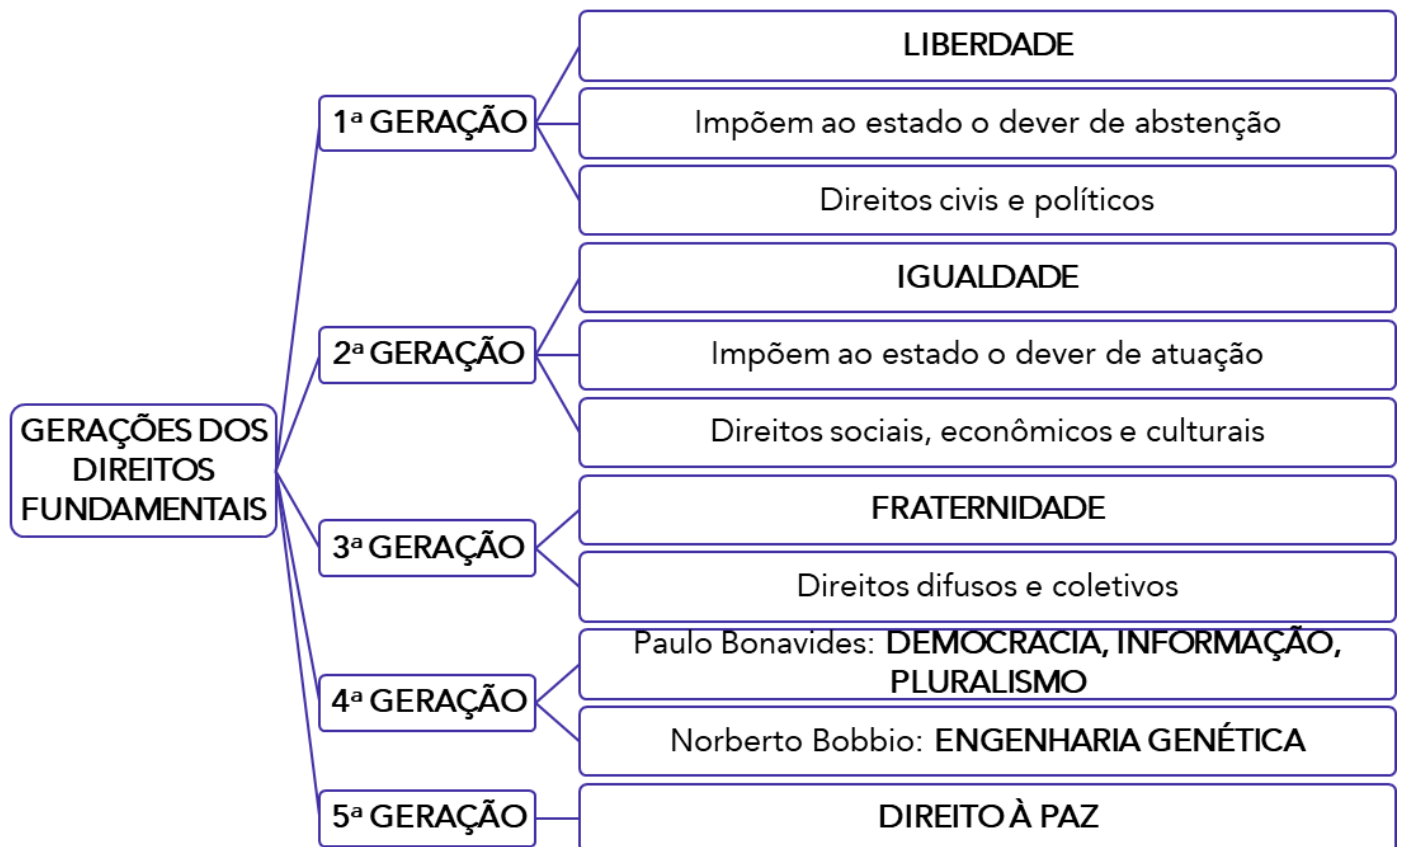 GERAÇÕES DOS
DIREITOS
FUNDAMENTAIS
1ª GERAÇÃO
LIBERDADE
Impõem ao estado o dever de abstenção
Direitos civis e políticos
2ª GERAÇÃO
IGUALDADE
Impõem ao estado o dever de atuação
Direitos sociais, econômicos e culturais
3ª GERAÇÃO
FRATERNIDADE
Direitos difusos e coletivos
4ª GERAÇÃO
Paulo Bonavides: DEMOCRACIA, INFORMAÇÃO,
PLURALISMO
Norberto Bobbio: ENGENHARIA GENÉTICA
5ª GERAÇÃO
DIREITO À PAZ